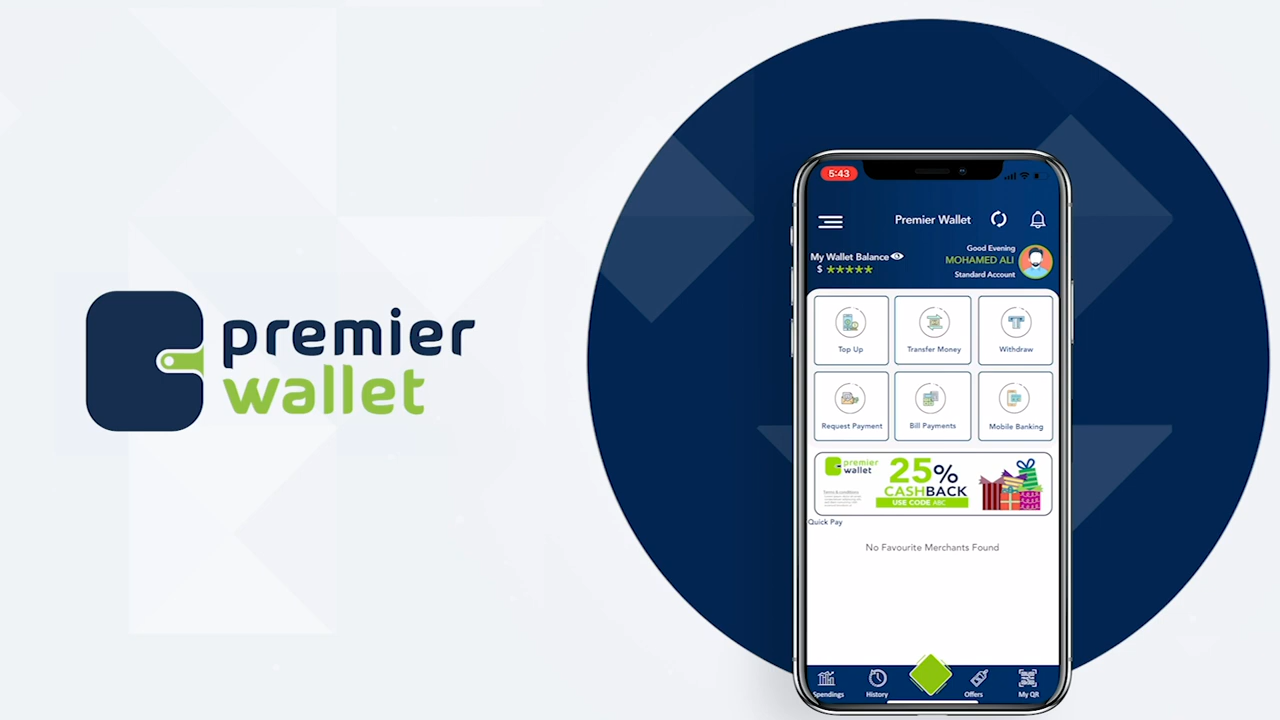 premier
wallet
5:43
Premier Wallet
Good Evening
My Wallet Balance
MOHAMED ALI
$ *****
Standard Account
Top Up
Transfer Money
Withdraw
Request Payment
Bill Payments
Mobile Banking
premier
wallet
25%
CASHBACK
USE CODE ABC
Terms & conditions
Quick Pay
No Favourite Merchants Found
Spendings
History
Offers
My QR